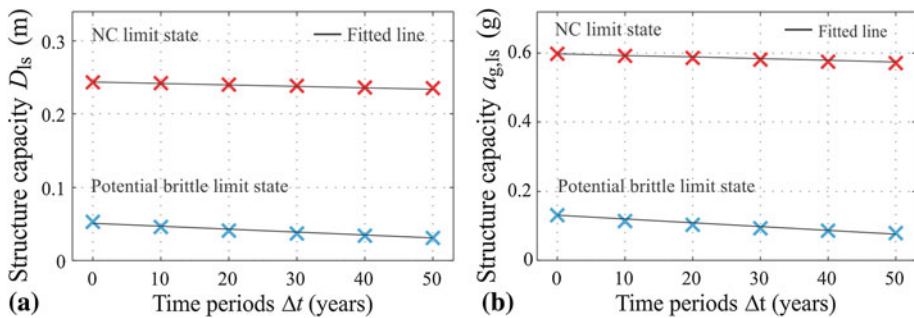 Structure capacity D_ls (m)
0.3
0.2
0.1
0
NC limit state
Fitted line
Potential brittle limit state
0 10 20 30 40 50
Time periods Δt (years)
(a)
Structure capacity a_g,ls (g)
0.6
0.4
0.2
0
NC limit state
Fitted line
Potential brittle limit state
0 10 20 30 40 50
Time periods Δt (years)
(b)